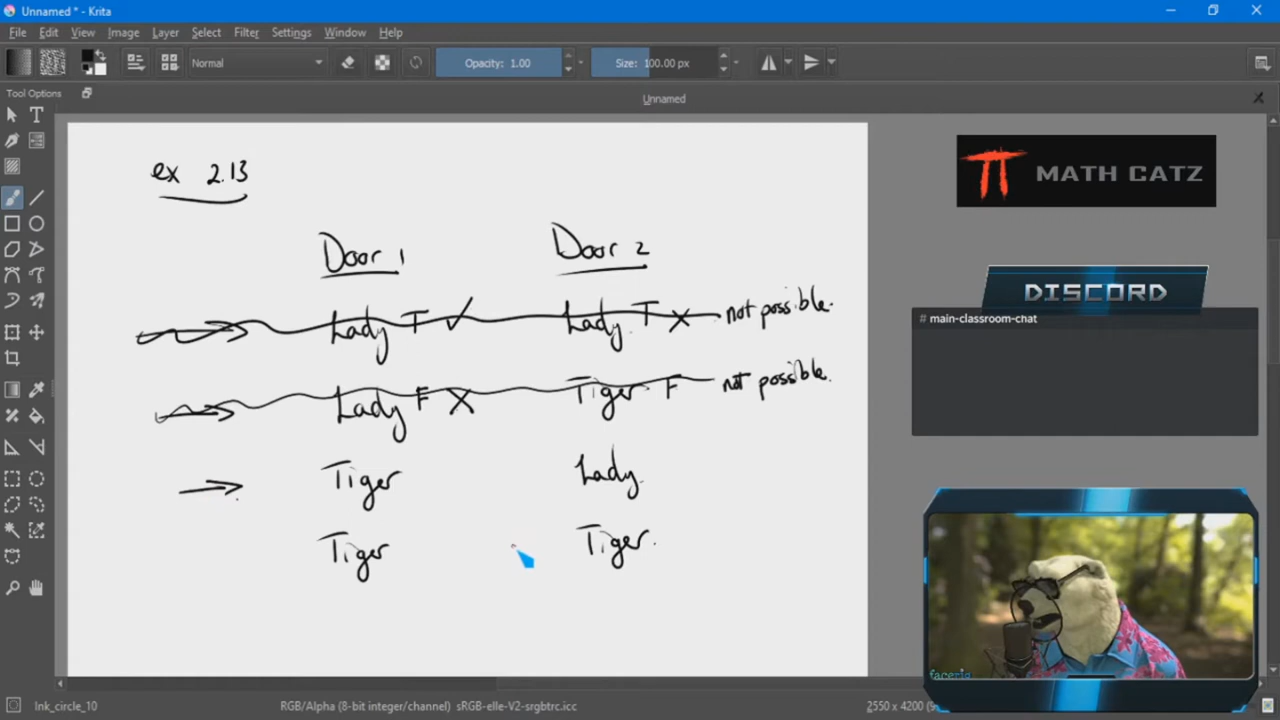 Unnamed * - Krita
File Edit View Image Layer Select Filter Settings Window Help
Normal
Opacity: 1.00
Size: 100.00 px
Tool Options
Unnamed
ex 2.13
Door 1 Door 2
Lady T ✓ Lady T X not possible.
Lady F X Tiger F not possible.
Tiger Lady.
Tiger Tiger.
MATH CATZ
DISCORD
# main-classroom-chat
facerig
Ink_circle_10
RGB/Alpha (8-bit integer/channel) sRGB-elle-V2-srgbtrc.icc
2550 x 4200 (9